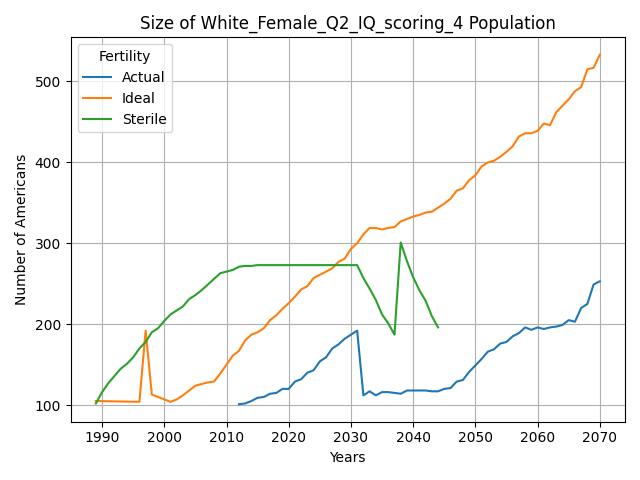 Size of White_Female_Q2_IQ_scoring_4 Population
Fertility
Actual
Ideal
Sterile
Number of Americans
500
400
300
200
100
1990 2000 2010 2020 2030 2040 2050 2060 2070
Years